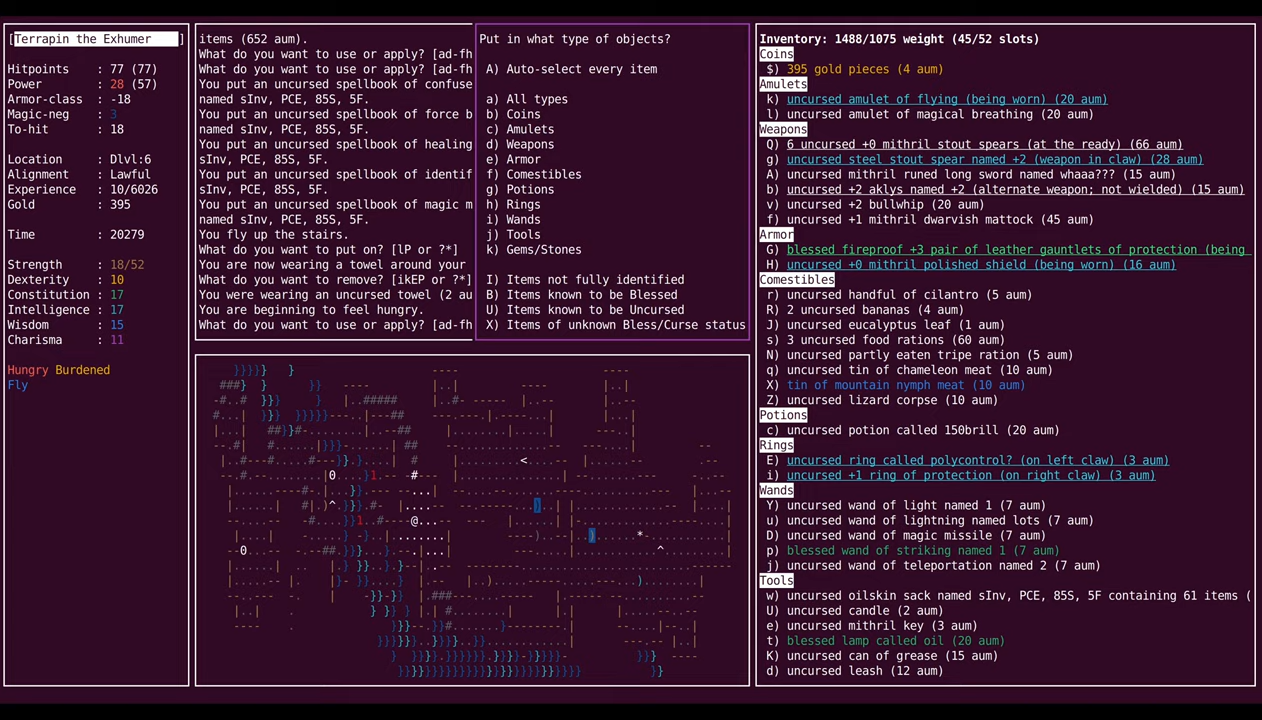 [Terrapin the Exhumer ]
Hitpoints : 77 (77)
Power : 28 (57)
Armor-class : -18
Magic-neg : 3
To-hit : 18
Location : Dlvl:6
Alignment : Lawful
Experience : 10/6026
Gold : 395
Time : 20279
Strength : 18/52
Dexterity : 10
Constitution : 17
Intelligence : 17
Wisdom : 15
Charisma : 11
Hungry Burdened
Fly
items (652 aum).
What do you want to use or apply? [ad-fh
What do you want to use or apply? [ad-fh
You put an uncursed spellbook of confuse
named sInv, PCE, 85S, 5F.
You put an uncursed spellbook of force b
named sInv, PCE, 85S, 5F.
You put an uncursed spellbook of healing
sInv, PCE, 85S, 5F.
You put an uncursed spellbook of identif
sInv, PCE, 85S, 5F.
You put an uncursed spellbook of magic m
named sInv, PCE, 85S, 5F.
You fly up the stairs.
What do you want to put on? [lP or ?*]
You are now wearing a towel around your
What do you want to remove? [ikEP or ?*]
You were wearing an uncursed towel (2 au
You are beginning to feel hungry.
What do you want to use or apply? [ad-fh
Put in what type of objects?
A) Auto-select every item
a) All types
b) Coins
c) Amulets
d) Weapons
e) Armor
f) Comestibles
g) Potions
h) Rings
i) Wands
j) Tools
k) Gems/Stones
I) Items not fully identified
B) Items known to be Blessed
U) Items known to be Uncursed
X) Items of unknown Bless/Curse status
Inventory: 1488/1075 weight (45/52 slots)
Coins
$) 395 gold pieces (4 aum)
Amulets
k) uncursed amulet of flying (being worn) (20 aum)
l) uncursed amulet of magical breathing (20 aum)
Weapons
Q) 6 uncursed +0 mithril stout spears (at the ready) (66 aum)
g) uncursed steel stout spear named +2 (weapon in claw) (28 aum)
A) uncursed mithril runed long sword named whaaa??? (15 aum)
b) uncursed +2 aklys named +2 (alternate weapon; not wielded) (15 aum)
v) uncursed +2 bullwhip (20 aum)
f) uncursed +1 mithril dwarvish mattock (45 aum)
Armor
G) blessed fireproof +3 pair of leather gauntlets of protection (being
H) uncursed +0 mithril polished shield (being worn) (16 aum)
Comestibles
r) uncursed handful of cilantro (5 aum)
R) 2 uncursed bananas (4 aum)
J) uncursed eucalyptus leaf (1 aum)
s) 3 uncursed food rations (60 aum)
N) uncursed partly eaten tripe ration (5 aum)
q) uncursed tin of chameleon meat (10 aum)
X) tin of mountain nymph meat (10 aum)
Z) uncursed lizard corpse (10 aum)
Potions
c) uncursed potion called 150brill (20 aum)
Rings
E) uncursed ring called polycontrol? (on left claw) (3 aum)
i) uncursed +1 ring of protection (on right claw) (3 aum)
Wands
Y) uncursed wand of light named 1 (7 aum)
u) uncursed wand of lightning named lots (7 aum)
D) uncursed wand of magic missile (7 aum)
p) blessed wand of striking named 1 (7 aum)
j) uncursed wand of teleportation named 2 (7 aum)
Tools
w) uncursed oilskin sack named sInv, PCE, 85S, 5F containing 61 items (
U) uncursed candle (2 aum)
e) uncursed mithril key (3 aum)
t) blessed lamp called oil (20 aum)
K) uncursed can of grease (15 aum)
d) uncursed leash (12 aum)